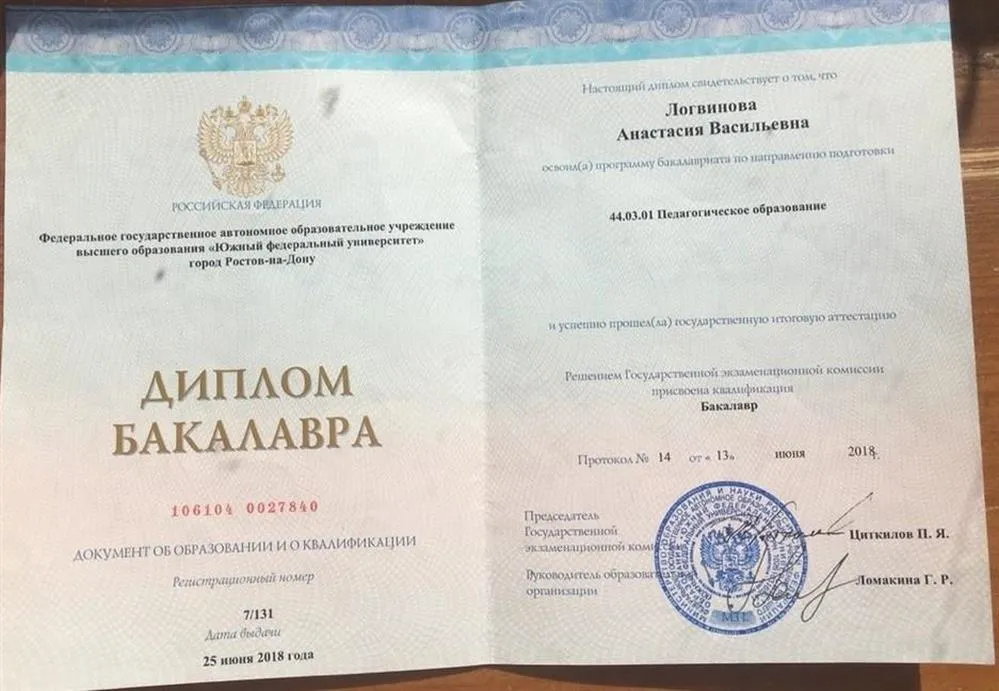 РОССИЙСКАЯ ФЕДЕРАЦИЯ
Федеральное государственное автономное образовательное учреждение
высшего образования «Южный федеральный университет»
город Ростов-на-Дону
ДИПЛОМ
БАКАЛАВРА
106104 0027840
ДОКУМЕНТ ОБ ОБРАЗОВАНИИ И О КВАЛИФИКАЦИИ
Регистрационный номер
7/131
Дата выдачи
25 июня 2018 года
Настоящий диплом свидетельствует о том, что
Логвинова
Анастасия Васильевна
освоил(а) программу бакалавриата по направлению подготовки
44.03.01 Педагогическое образование
и успешно прошел(ла) государственную итоговую аттестацию
Решением Государственной экзаменационной комиссии
присвоена квалификация
Бакалавр
Протокол № 14 от « 13» июня 2018г.
Председатель
Государственной
экзаменационной
Циткилов П. Я.
Руководитель
организации
Ломакина Г. Р.
М.П.